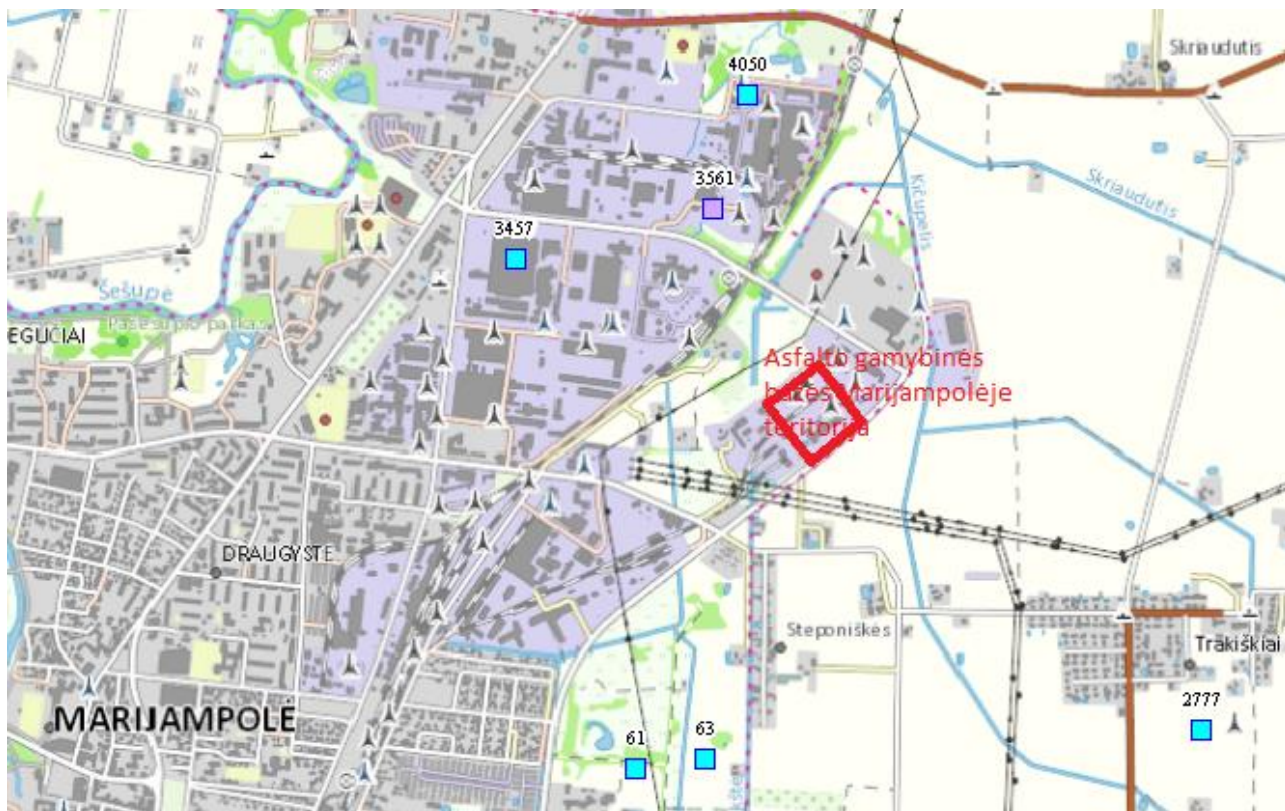 Skriaudutis
4050
Kičupelis
Skriaudutis
3561
3457
Šešupė
Pašešupio parkas
EGUČIAI
Asfalto gamybinės
bazės Marijampolėje
teritorija
DRAUGYSTĖ
Steponiškės
Trakiškiai
2777
MARIJAMPOLĖ
61
63